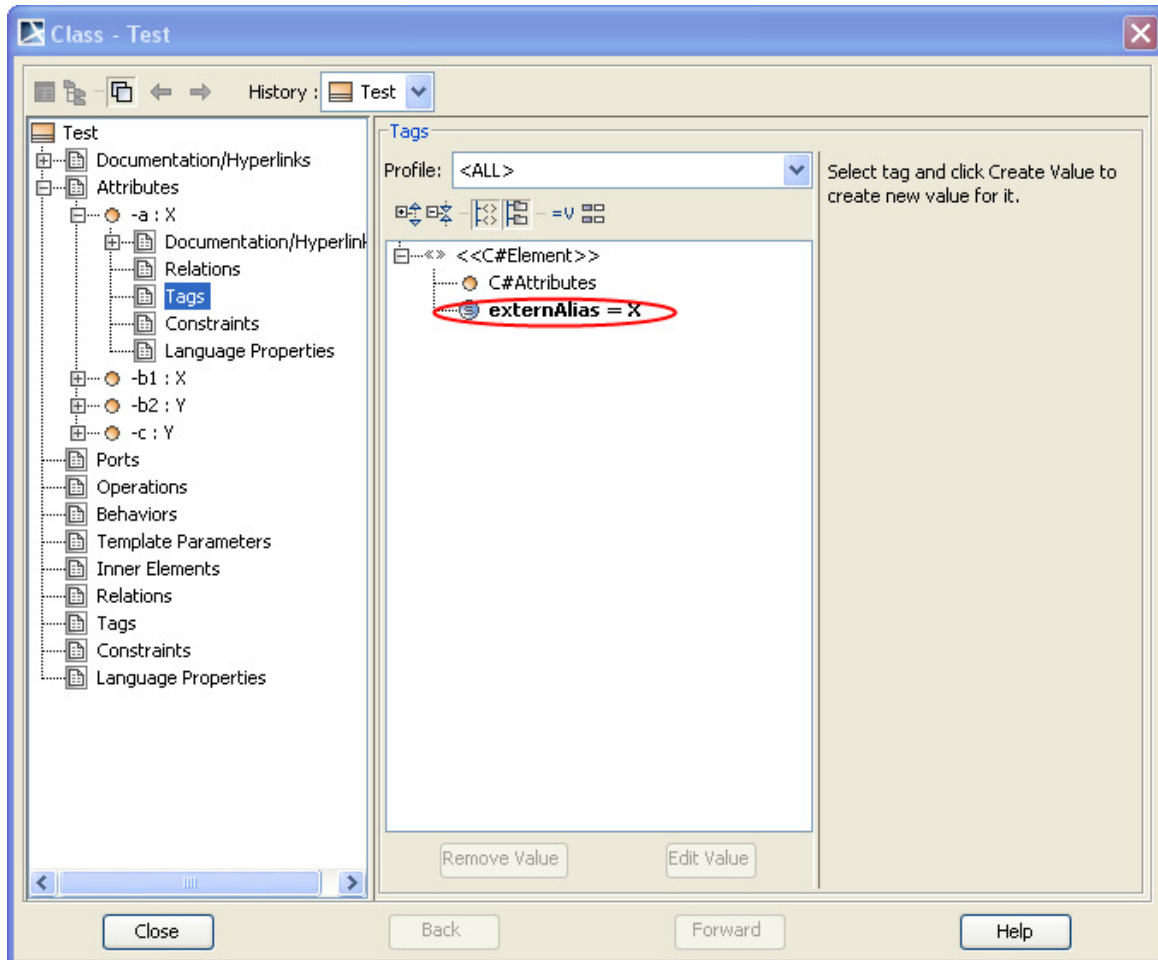 Class - Test
History : Test
Test
Documentation/Hyperlinks
Attributes
-a : X
Documentation/Hyperlink
Relations
Tags
Constraints
Language Properties
-b1 : X
-b2 : Y
-c : Y
Ports
Operations
Behaviors
Template Parameters
Inner Elements
Relations
Tags
Constraints
Language Properties
Tags
Profile: <ALL>
=V
«» <<C#Element>>
C#Attributes
externAlias = X
Remove Value Edit Value
Select tag and click Create Value to
create new value for it.
Close Back Forward Help